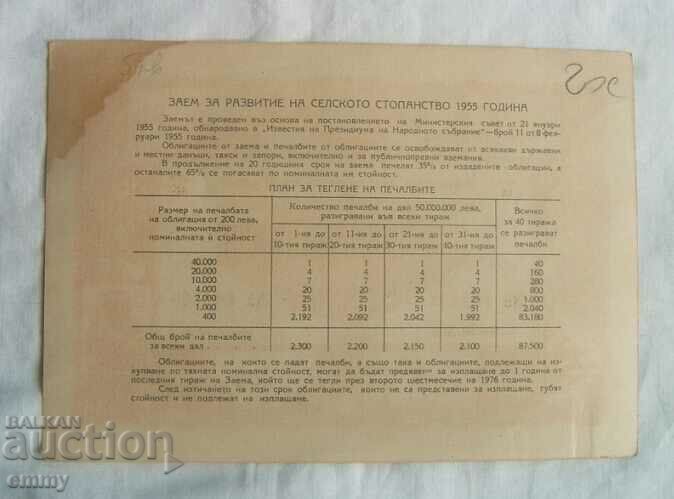 ЗАЕМ ЗА РАЗВИТИЕ НА СЕЛСКОТО СТОПАНСТВО 1955 ГОДИНА
Заемът е проведен въз основа на постановлението на Министерския съвет от 21 януари
1955 година, обнародвано в „Известия на Президиума на Народното събрание“—брой 11 от 8 фев-
руари 1955 година.
Облигациите от заема и печалбите от облигациите се освобождават от всякакви държавни
и местни данъци, такси и запори, включително и за публичноправни вземания.
В продължение на 20 годишния срок на заема печелят 35% от издадените облигации, а
останалите 65% се погасяват по номиналната им стойност.
ПЛАН ЗА ТЕГЛЕНЕ НА ПЕЧАЛБИТЕ
Размер на печалбата на облигация от 200 лева, включително номиналната й стойност
Количество печалби на дял 50.000.000 лева, разигравани във всеки тираж
Всичко за 40 тиража се разиграват печалби
от 1-ия до 10-тия тираж
от 11-ия до 20-тия тираж
от 21-ия до 30-тия тираж
от 31-ия до 40-тия тираж
40.000 1 1 1 1 40
20.000 4 4 4 4 160
10.000 7 7 7 7 280
4.000 20 20 20 20 800
2.000 25 25 25 25 1.000
1.000 51 51 51 51 2.040
400 2.192 2.092 2.042 1.992 83.180
Общ брой на печалбите
за всеки дял 2.300 2.200 2.150 2.100 87.500
Облигациите, на които се падат печалби, а също така и облигациите, подлежащи на из-
купване по тяхната номинална стойност, могат да бъдат предявени за изплащане до 1 година от
последния тираж на Заема, който ще се тегли през второто шестмесечие на 1976 година.
След изтичането на този срок облигациите, които не са представени за изплащане, губят
стойност и не подлежат на изплащане.
BALKAN
auction
emmy